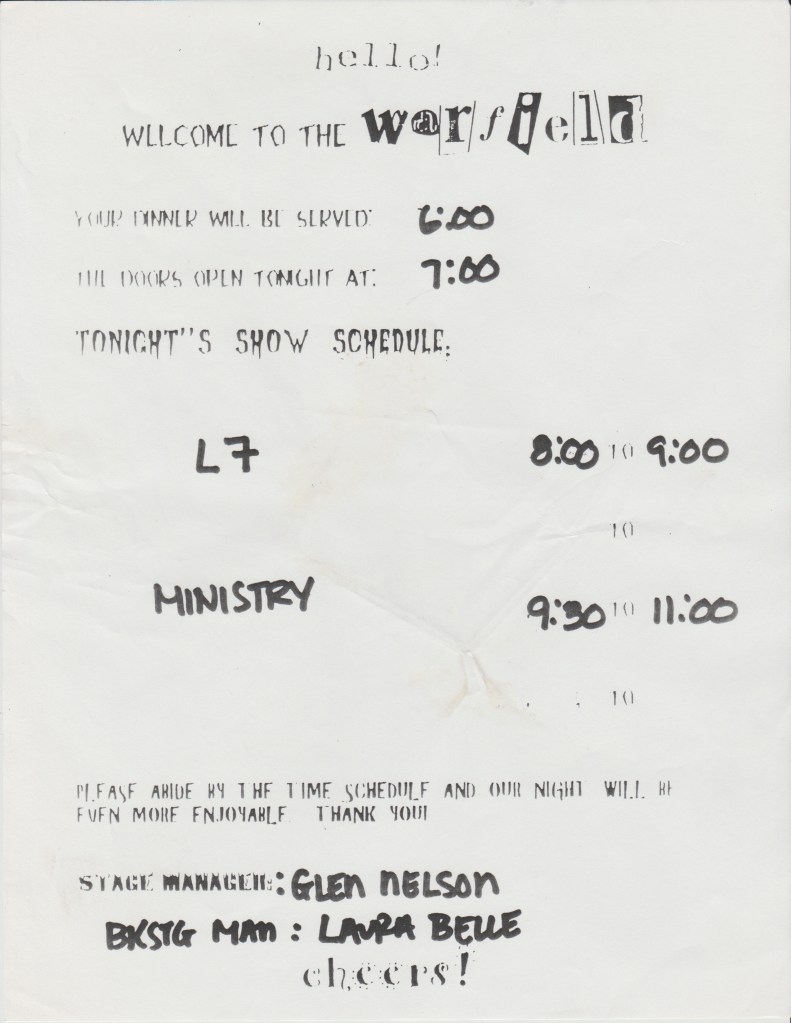 hello!
WELCOME TO THE warfield
YOUR DINNER WILL BE SERVED: 6:00
THE DOORS OPEN TONIGHT AT: 7:00
TONIGHT''S SHOW SCHEDULE:
L7 8:00 TO 9:00
TO
MINISTRY 9:30 TO 11:00
TO
PLEASE ABIDE BY THE TIME SCHEDULE AND OUR NIGHT WILL BE
EVEN MORE ENJOYABLE THANK YOU!
STAGE MANAGER: GLEN NELSON
BKSTG MAN : LAURA BELLE
cheers!